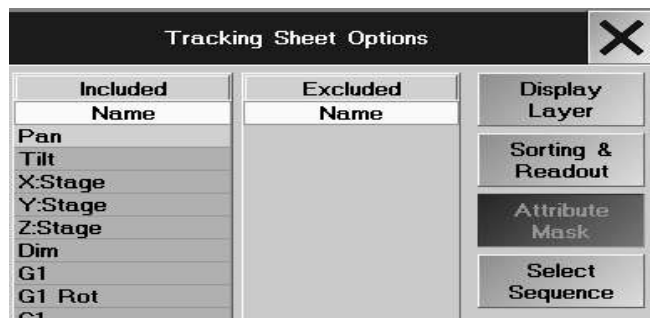 Tracking Sheet Options
Included
Excluded
Display
Layer
Name
Name
Pan
Tilt
Sorting &
Readout
X:Stage
Y:Stage
Z:Stage
Attribute
Mask
Dim
G1
G1 Rot
Select
Sequence